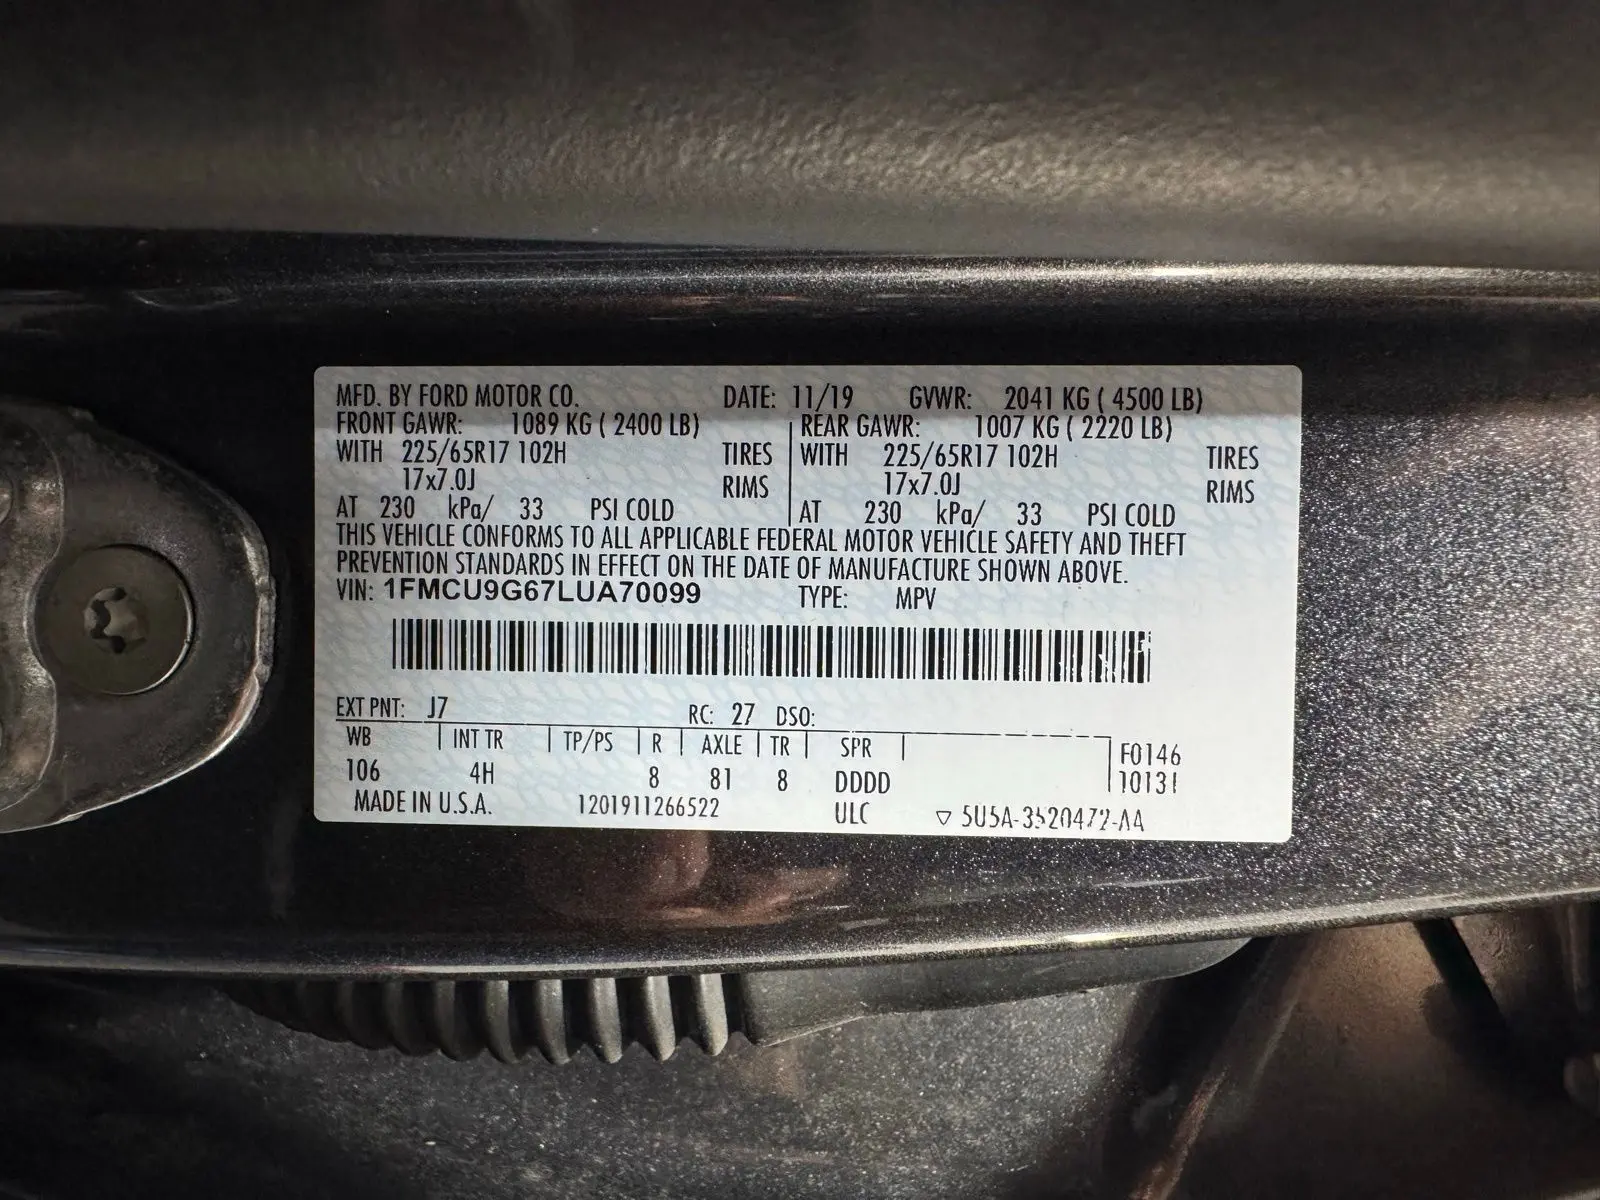 MFD. BY FORD MOTOR CO. DATE: 11/19 GVWR: 2041 KG ( 4500 LB)
FRONT GAWR: 1089 KG ( 2400 LB) REAR GAWR: 1007 KG ( 2220 LB)
WITH 225/65R17 102H TIRES WITH 225/65R17 102H TIRES
17x7.0J RIMS 17x7.0J RIMS
AT 230 kPa/ 33 PSI COLD AT 230 kPa/ 33 PSI COLD
THIS VEHICLE CONFORMS TO ALL APPLICABLE FEDERAL MOTOR VEHICLE SAFETY AND THEFT
PREVENTION STANDARDS IN EFFECT ON THE DATE OF MANUFACTURE SHOWN ABOVE.
VIN: 1FMCU9G67LUA70099 TYPE: MPV
EXT PNT: J7 RC: 27 DSO:
WB INT TR TP/PS R AXLE TR SPR F0146
106 4H 8 81 8 DDDD 10131
MADE IN U.S.A. 1201911266522 ULC ▽ 5U5A-3520472-AA